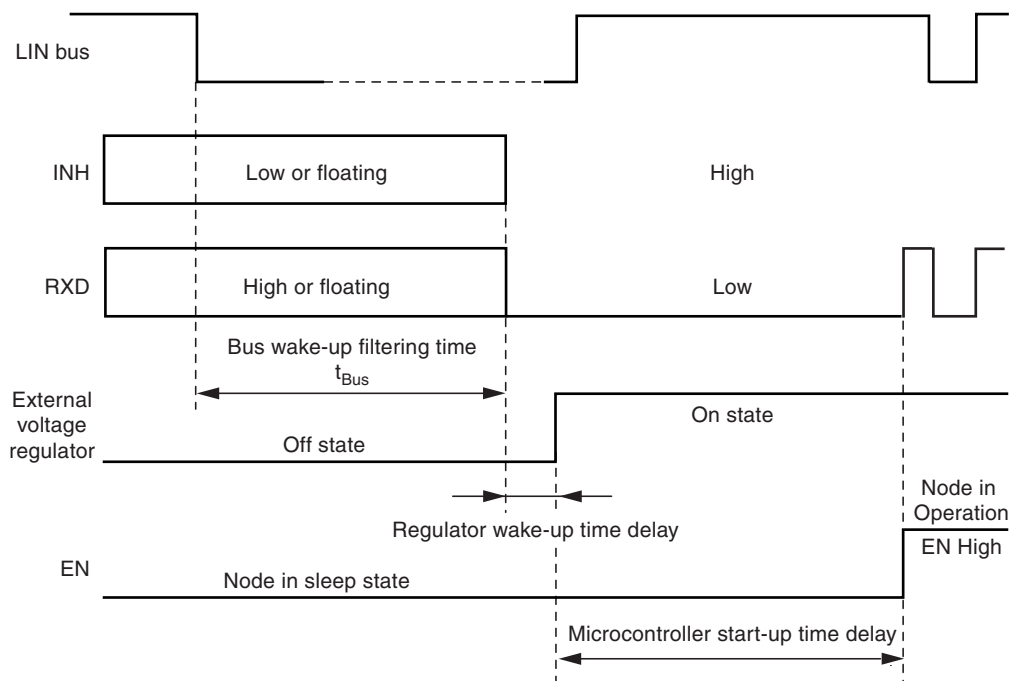 LIN bus
INH
Low or floating
High
RXD
High or floating
Low
Bus wake-up filtering time
tBus
External
voltage
regulator
Off state
On state
Regulator wake-up time delay
Node in
Operation
EN
Node in sleep state
EN High
Microcontroller start-up time delay